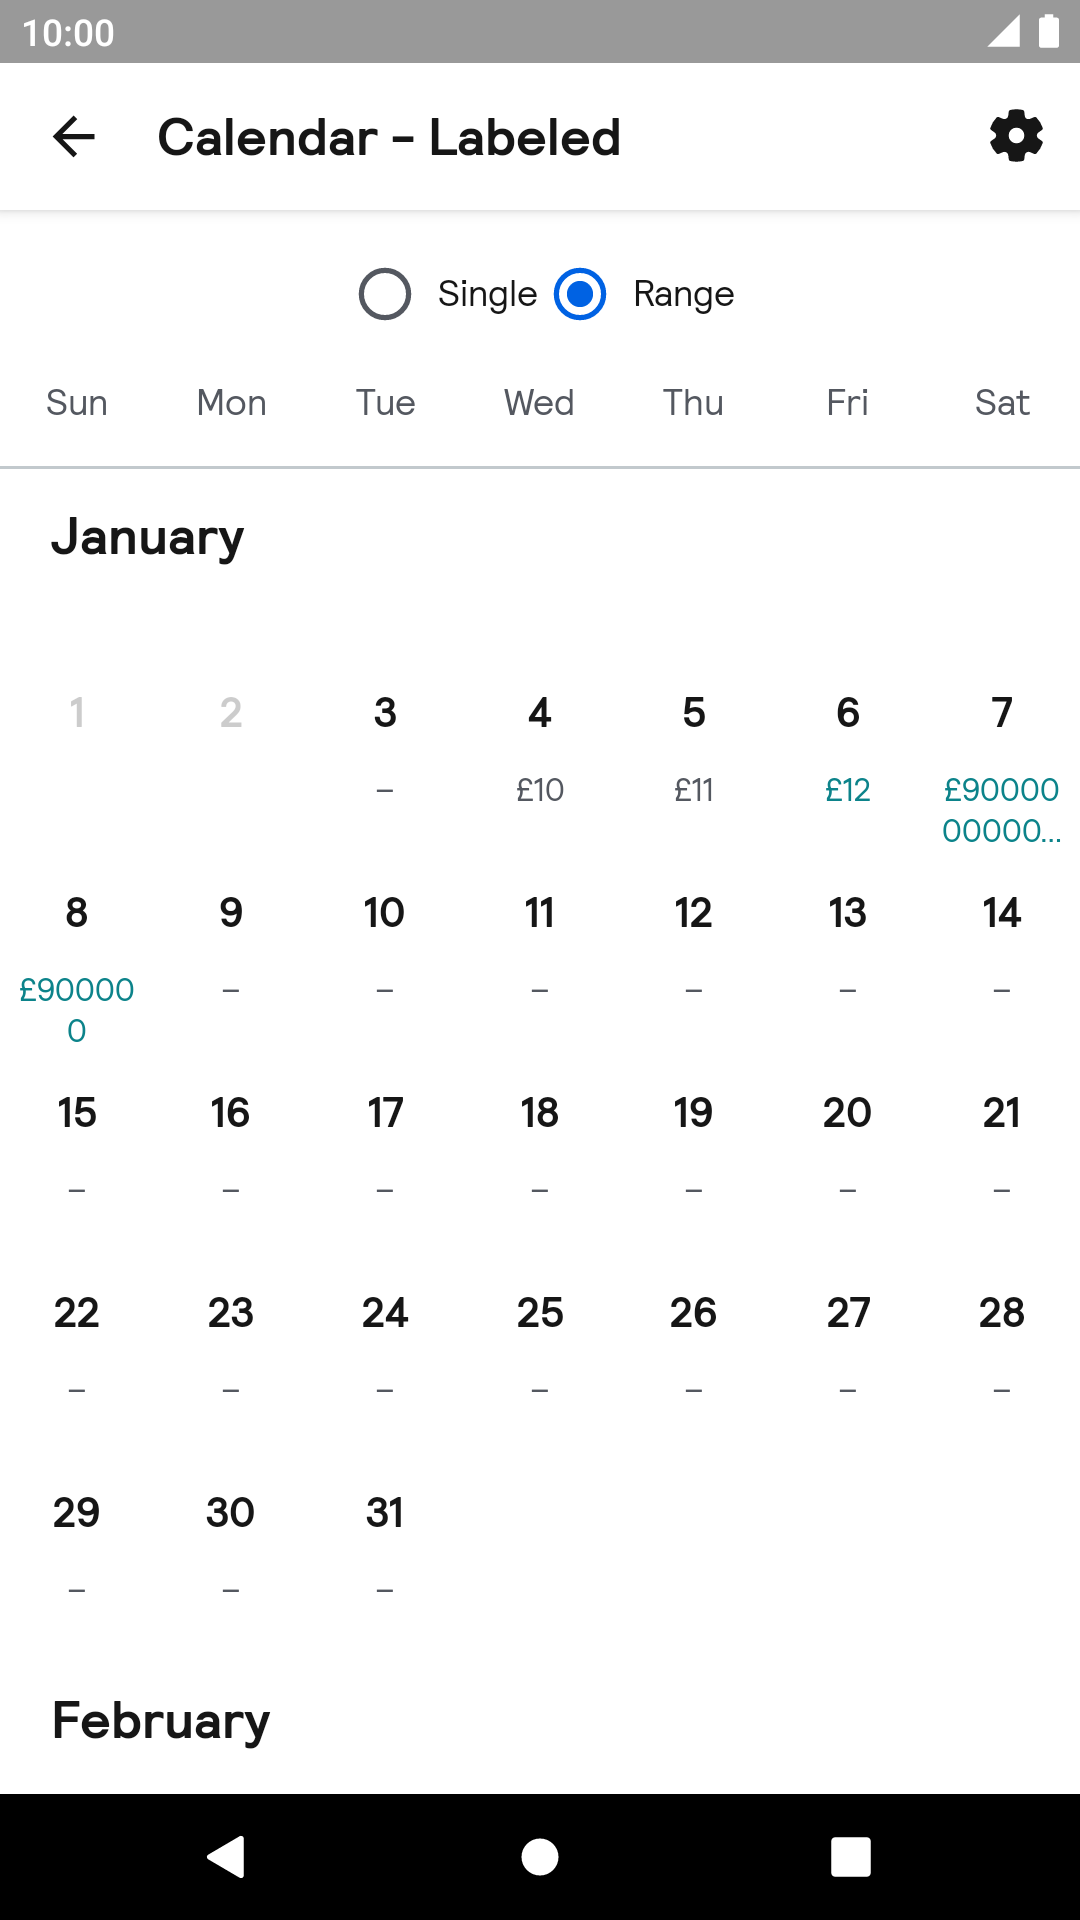 10:00
Calendar - Labeled
Single Range
Sun Mon Tue Wed Thu Fri Sat
January
1 2 3 4 5 6 7
– £10 £11 £12 £90000
00000...
8 9 10 11 12 13 14
£90000 – – – – – –
0
15 16 17 18 19 20 21
– – – – – – –
22 23 24 25 26 27 28
– – – – – – –
29 30 31
– – –
February